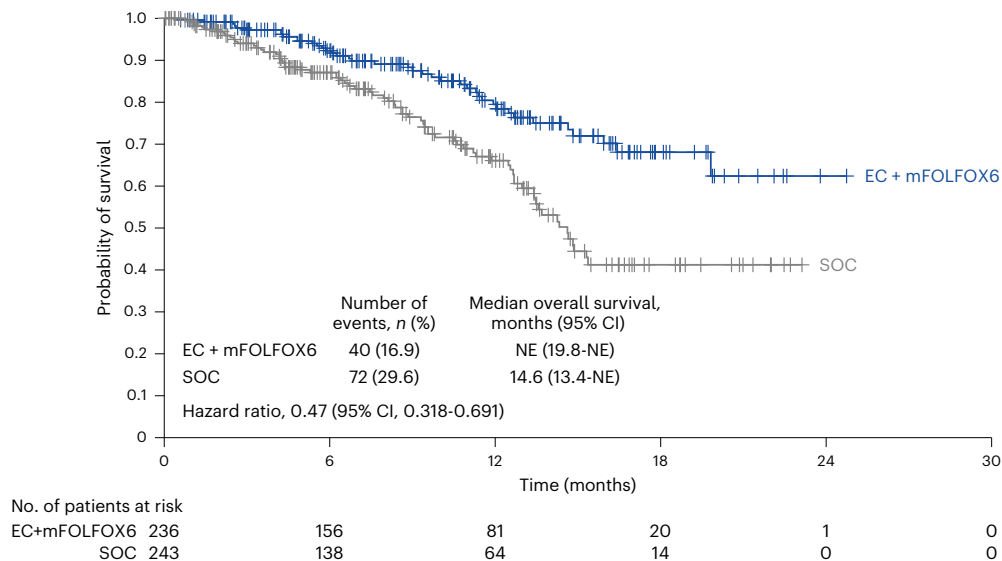 1.0
0.9
0.8
0.7
0.6
0.5
0.4
0.3
0.2
0.1
0
Probability of survival
EC + mFOLFOX6
SOC
Number of events, n (%)
Median overall survival, months (95% CI)
EC + mFOLFOX6 40 (16.9) NE (19.8-NE)
SOC 72 (29.6) 14.6 (13.4-NE)
Hazard ratio, 0.47 (95% CI, 0.318-0.691)
0 6 12 18 24 30
Time (months)
No. of patients at risk
EC+mFOLFOX6 236 156 81 20 1 0
SOC 243 138 64 14 0 0